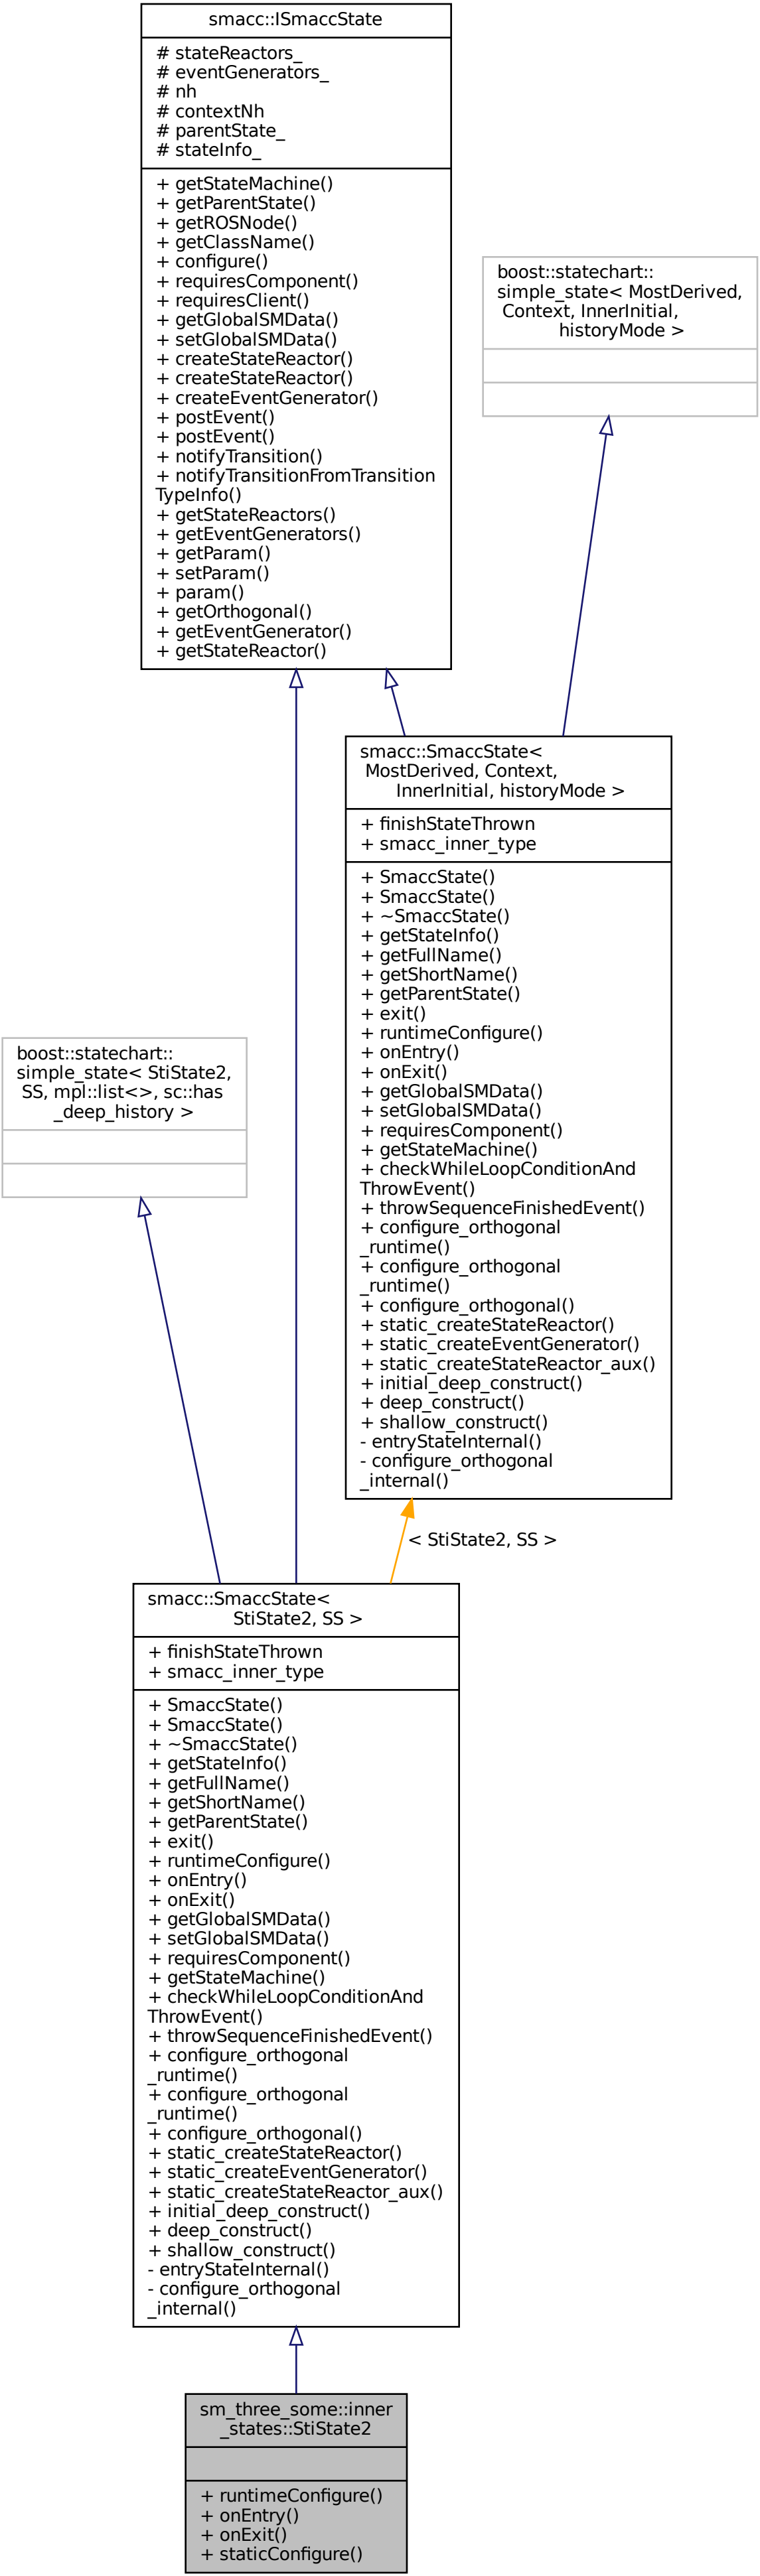 smacc::ISmaccState
# stateReactors_
# eventGenerators_
# nh
# contextNh
# parentState_
# stateInfo_
+ getStateMachine()
+ getParentState()
+ getROSNode()
+ getClassName()
+ configure()
+ requiresComponent()
+ requiresClient()
+ getGlobalSMData()
+ setGlobalSMData()
+ createStateReactor()
+ createStateReactor()
+ createEventGenerator()
+ postEvent()
+ postEvent()
+ notifyTransition()
+ notifyTransitionFromTransition
TypeInfo()
+ getStateReactors()
+ getEventGenerators()
+ getParam()
+ setParam()
+ param()
+ getOrthogonal()
+ getEventGenerator()
+ getStateReactor()
boost::statechart::
simple_state< MostDerived,
Context, InnerInitial,
historyMode >
smacc::SmaccState<
MostDerived, Context,
InnerInitial, historyMode >
+ finishStateThrown
+ smacc_inner_type
+ SmaccState()
+ SmaccState()
+ ~SmaccState()
+ getStateInfo()
+ getFullName()
+ getShortName()
+ getParentState()
+ exit()
+ runtimeConfigure()
+ onEntry()
+ onExit()
+ getGlobalSMData()
+ setGlobalSMData()
+ requiresComponent()
+ getStateMachine()
+ checkWhileLoopConditionAnd
ThrowEvent()
+ throwSequenceFinishedEvent()
+ configure_orthogonal
_runtime()
+ configure_orthogonal
_runtime()
+ configure_orthogonal()
+ static_createStateReactor()
+ static_createEventGenerator()
+ static_createStateReactor_aux()
+ initial_deep_construct()
+ deep_construct()
+ shallow_construct()
- entryStateInternal()
- configure_orthogonal
_internal()
boost::statechart::
simple_state< StiState2,
SS, mpl::list<>, sc::has
_deep_history >
< StiState2, SS >
smacc::SmaccState<
StiState2, SS >
+ finishStateThrown
+ smacc_inner_type
+ SmaccState()
+ SmaccState()
+ ~SmaccState()
+ getStateInfo()
+ getFullName()
+ getShortName()
+ getParentState()
+ exit()
+ runtimeConfigure()
+ onEntry()
+ onExit()
+ getGlobalSMData()
+ setGlobalSMData()
+ requiresComponent()
+ getStateMachine()
+ checkWhileLoopConditionAnd
ThrowEvent()
+ throwSequenceFinishedEvent()
+ configure_orthogonal
_runtime()
+ configure_orthogonal
_runtime()
+ configure_orthogonal()
+ static_createStateReactor()
+ static_createEventGenerator()
+ static_createStateReactor_aux()
+ initial_deep_construct()
+ deep_construct()
+ shallow_construct()
- entryStateInternal()
- configure_orthogonal
_internal()
sm_three_some::inner
_states::StiState2
+ runtimeConfigure()
+ onEntry()
+ onExit()
+ staticConfigure()